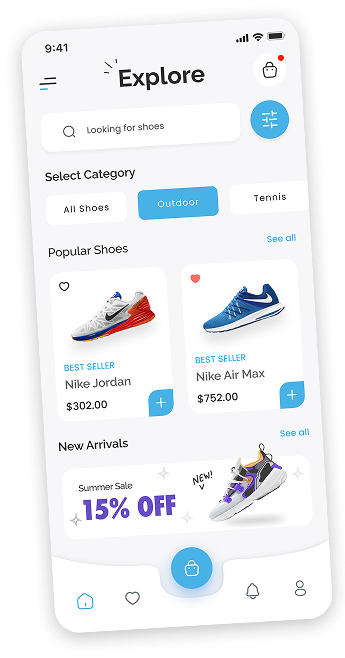 9:41
Explore
Looking for shoes
Select Category
All Shoes
Outdoor
Tennis
Popular Shoes
See all
BEST SELLER
Nike Jordan
$302.00
BEST SELLER
Nike Air Max
$752.00
New Arrivals
See all
Summer Sale
15% OFF
NEW!